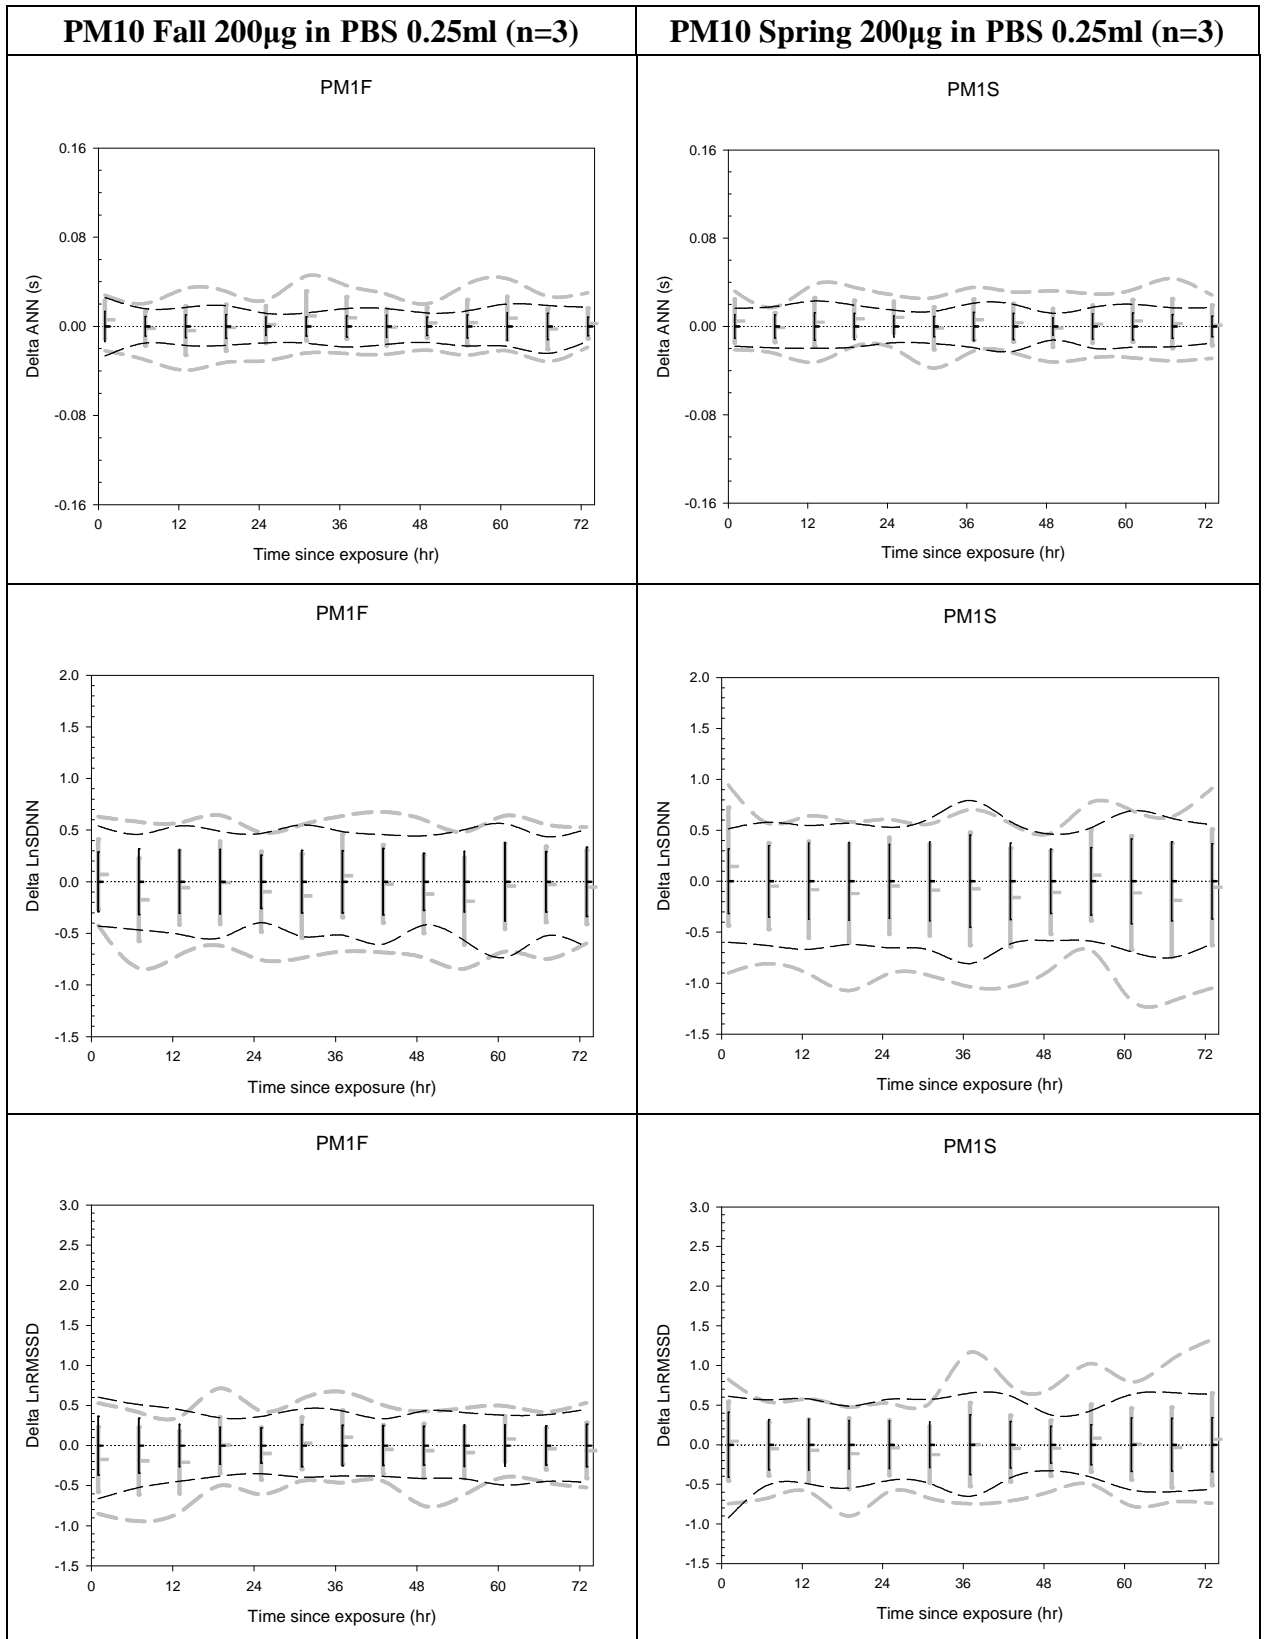 PM10 Fall 200μg in PBS 0.25ml (n=3)
PM10 Spring 200μg in PBS 0.25ml (n=3)
PM1F
0.16
0.08
0.00
-0.08
-0.16
Delta ANN (s)
0 12 24 36 48 60 72
Time since exposure (hr)
PM1S
0.16
0.08
0.00
-0.08
-0.16
Delta ANN (s)
0 12 24 36 48 60 72
Time since exposure (hr)
PM1F
2.0
1.5
1.0
0.5
0.0
-0.5
-1.0
-1.5
Delta LnSDNN
0 12 24 36 48 60 72
Time since exposure (hr)
PM1S
2.0
1.5
1.0
0.5
0.0
-0.5
-1.0
-1.5
Delta LnSDNN
0 12 24 36 48 60 72
Time since exposure (hr)
PM1F
3.0
2.5
2.0
1.5
1.0
0.5
0.0
-0.5
-1.0
-1.5
Delta LnRMSSD
0 12 24 36 48 60 72
Time since exposure (hr)
PM1S
3.0
2.5
2.0
1.5
1.0
0.5
0.0
-0.5
-1.0
-1.5
Delta LnRMSSD
0 12 24 36 48 60 72
Time since exposure (hr)